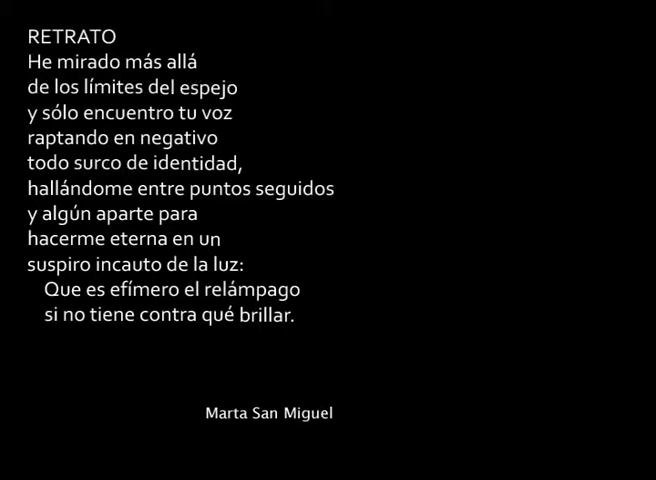 RETRATO
He mirado más allá
de los límites del espejo
y sólo encuentro tu voz
raptando en negativo
todo surco de identidad,
hallándome entre puntos seguidos
y algún aparte para
hacerme eterna en un
suspiro incauto de la luz:
Que es efímero el relámpago
si no tiene contra qué brillar.
Marta San Miguel